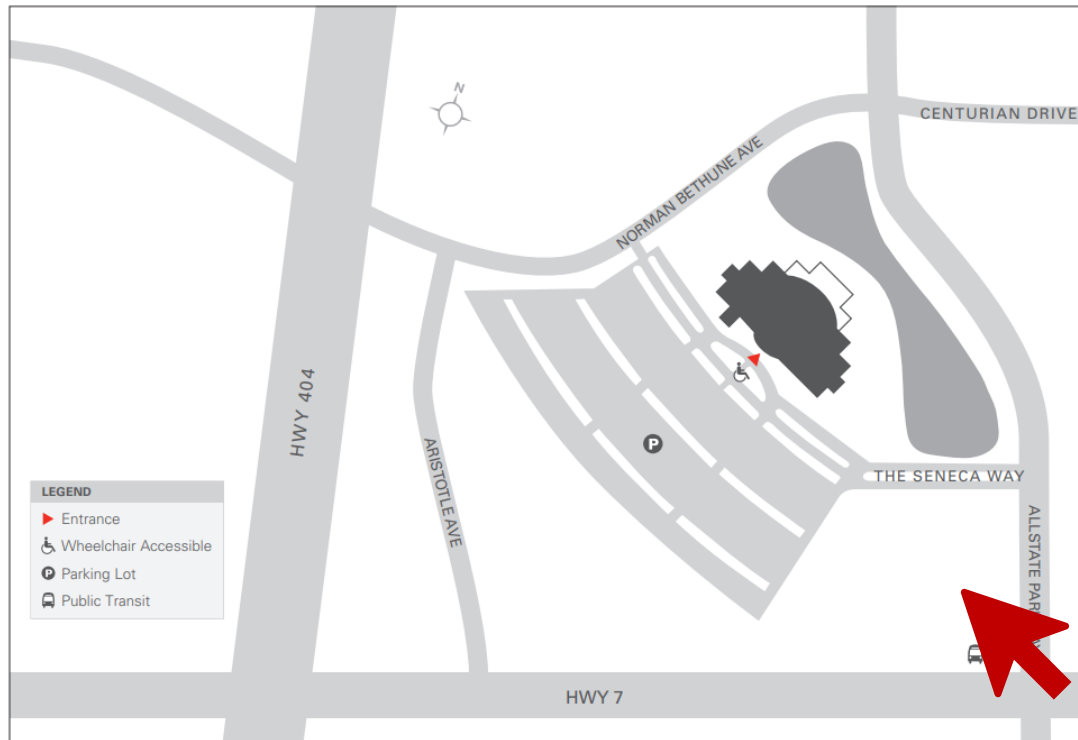 N
CENTURIAN DRIVE
NORMAN BETHUNE AVE
HWY 404
ARISTOTLE AVE
P
THE SENECA WAY
LEGEND
Entrance
Wheelchair Accessible
P Parking Lot
Public Transit
ALLSTATE
HWY 7